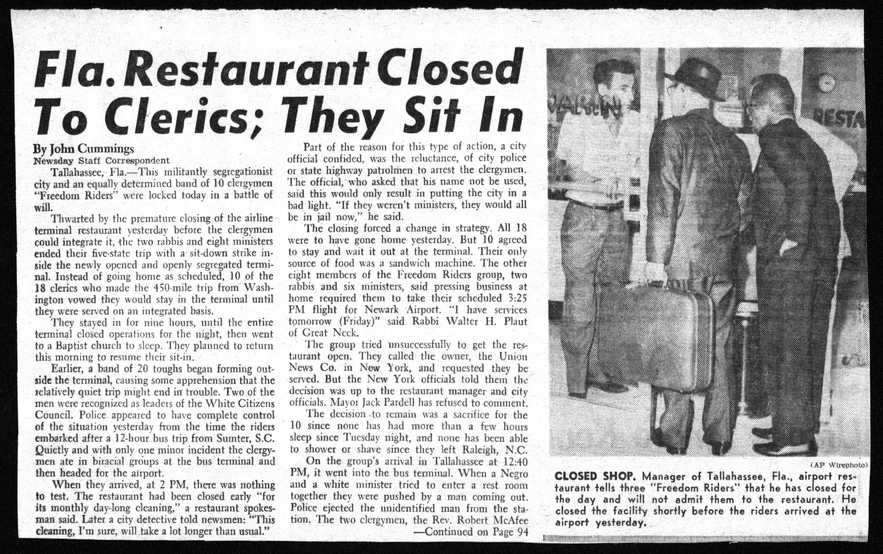 Fla. Restaurant Closed
To Clerics; They Sit In
By John Cummings
Newsday Staff Correspondent
Tallahassee, Fla.—This militantly segregationist
city and an equally determined band of 10 clergymen
"Freedom Riders" were locked today in a battle of
will.
Thwarted by the premature closing of the airline
terminal restaurant yesterday before the clergymen
could integrate it, the two rabbis and eight ministers
ended their five-state trip with a sit-down strike in-
side the newly opened and openly segregated termi-
nal. Instead of going home as scheduled, 10 of the
18 clerics who made the 450-mile trip from Wash-
ington vowed they would stay in the terminal until
they were served on an integrated basis.
They stayed in for nine hours, until the entire
terminal closed operations for the night, then went
to a Baptist church to sleep. They planned to return
this morning to resume their sit-in.
Earlier, a band of 20 toughs began forming out-
side the terminal, causing some apprehension that the
relatively quiet trip might end in trouble. Two of the
men were recognized as leaders of the White Citizens
Council. Police appeared to have complete control
of the situation yesterday from the time the riders
embarked after a 12-hour bus trip from Sumter, S.C.
Quietly and with only one minor incident the clergy-
men ate in biracial groups at the bus terminal and
then headed for the airport.
When they arrived, at 2 PM, there was nothing
to test. The restaurant had been closed early "for
its monthly day-long cleaning," a restaurant spokes-
man said. Later a city detective told newsmen: "This
cleaning, I'm sure, will take a lot longer than usual."
Part of the reason for this type of action, a city
official confided, was the reluctance, of city police
or state highway patrolmen to arrest the clergymen.
The official, who asked that his name not be used,
said this would only result in putting the city in a
bad light. "If they weren't ministers, they would all
be in jail now," he said.
The closing forced a change in strategy. All 18
were to have gone home yesterday. But 10 agreed
to stay and wait it out at the terminal. Their only
source of food was a sandwich machine. The other
eight members of the Freedom Riders group, two
rabbis and six ministers, said pressing business at
home required them to take their scheduled 3:25
PM flight for Newark Airport. "I have services
tomorrow (Friday)" said Rabbi Walter H. Plaut
of Great Neck.
The group tried unsuccessfully to get the res-
taurant open. They called the owner, the Union
News Co. in New York, and requested they be
served. But the New York officials told them the
decision was up to the restaurant manager and city
officials. Mayor Jack Pardell has refused to comment.
The decision to remain was a sacrifice for the
10 since none has had more than a few hours
sleep since Tuesday night, and none has been able
to shower or shave since they left Raleigh, N.C.
On the group's arrival in Tallahassee at 12:40
PM, it went into the bus terminal. When a Negro
and a white minister tried to enter a rest room
together they were pushed by a man coming out.
Police ejected the unidentified man from the sta-
tion. The two clergymen, the Rev. Robert McAfee
—Continued on Page 94
RESTA
(AP Wirephoto)
CLOSED SHOP. Manager of Tallahassee, Fla., airport res-
taurant tells three "Freedom Riders" that he has closed for
the day and will not admit them to the restaurant. He
closed the facility shortly before the riders arrived at the
airport yesterday.